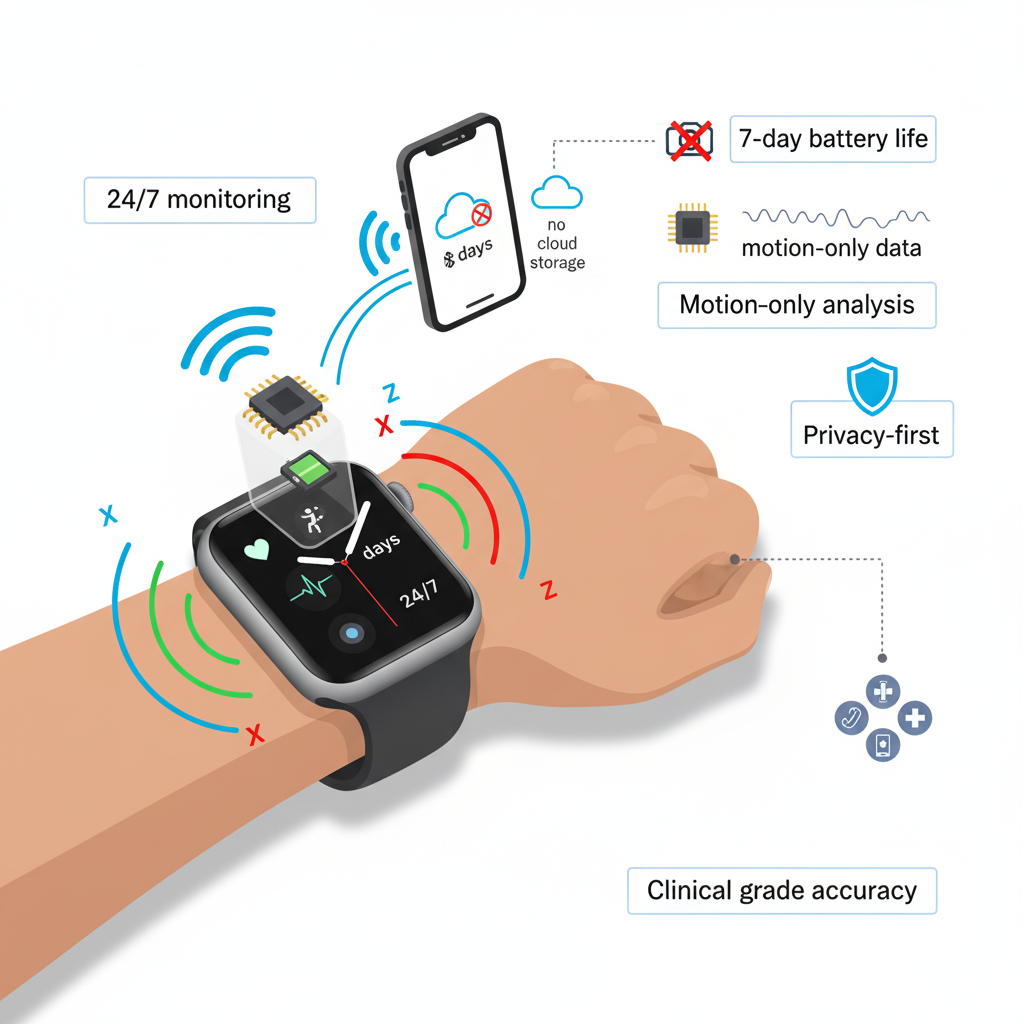 7-day battery life
24/7 monitoring
no
cloud
storage
days
motion-only data
Motion-only analysis
Privacy-first
Z
X
X
days
24/7
Z
X
Clinical grade accuracy